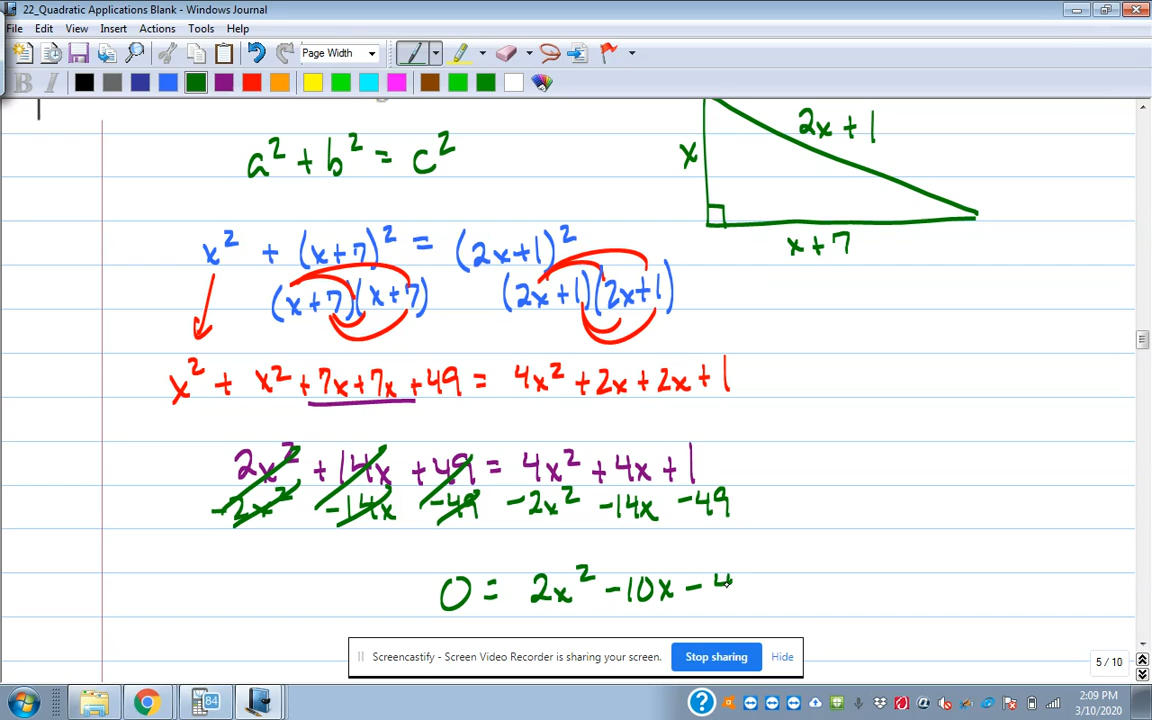 22_Quadratic Applications Blank - Windows Journal
File Edit View Insert Actions Tools Help
Page Width
B I
a² + b² = c²
2x + 1
x
x + 7
x² + (x+7)² = (2x+1)²
(x+7)(x+7) (2x+1)(2x+1)
x² + x² + 7x + 7x + 49 = 4x² + 2x + 2x + 1
2x² + 14x + 49 = 4x² + 4x + 1
-2x² -14x -49 -2x² -14x -49
0 = 2x² - 10x - 4
Screencastify - Screen Video Recorder is sharing your screen. Stop sharing Hide
5 / 10
84
2:09 PM
3/10/2020